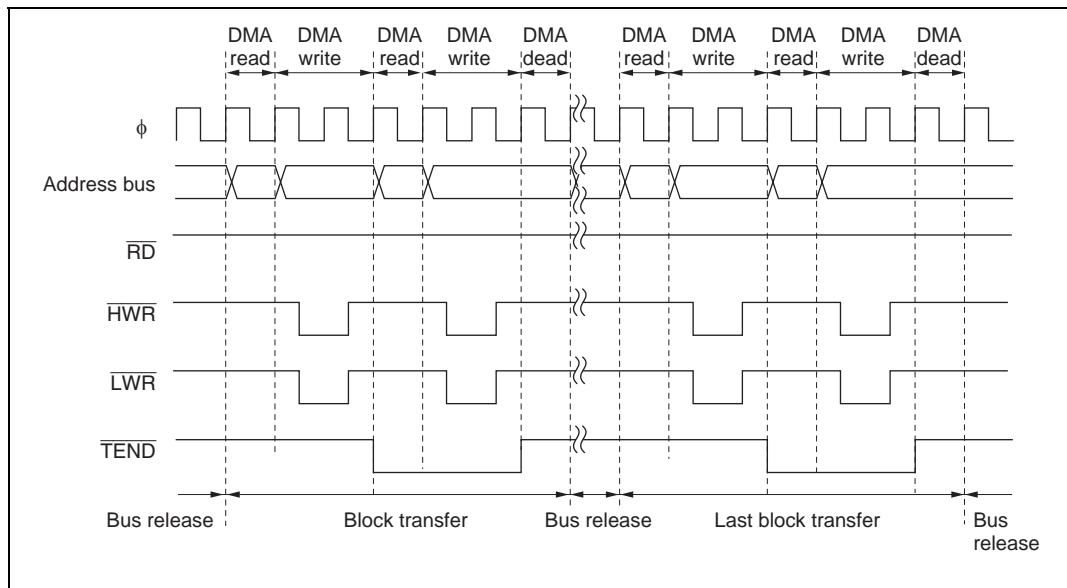 DMA DMA DMA DMA DMA DMA DMA DMA DMA DMA
read write read write dead read write read write dead
ϕ
Address bus
RD
HWR
LWR
TEND
Bus release Block transfer Bus release Last block transfer Bus
release